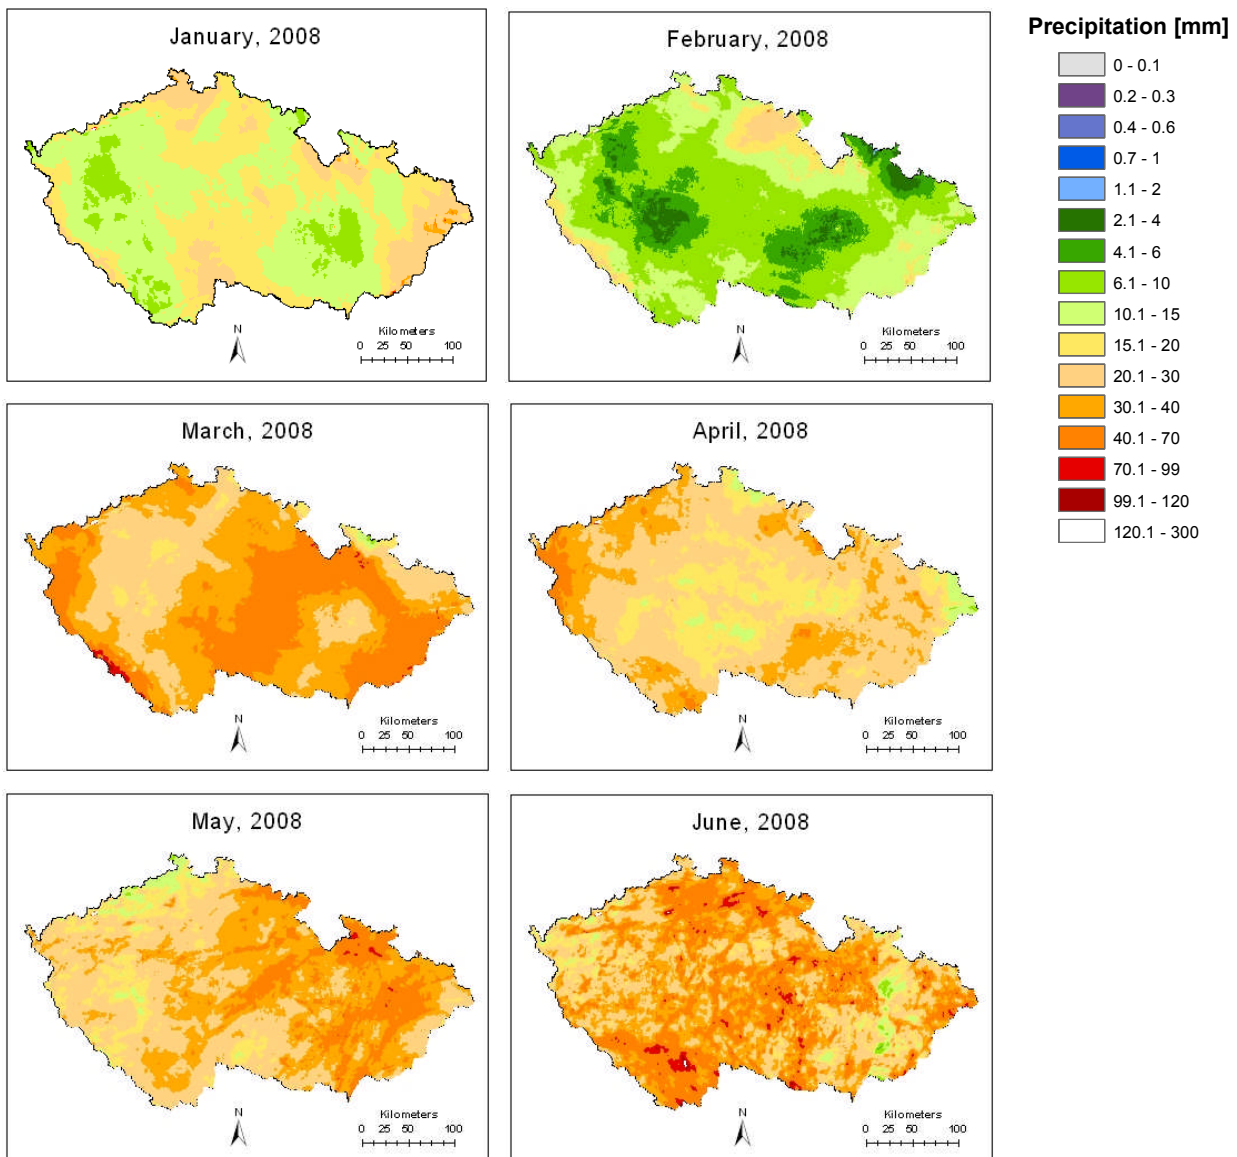 January, 2008
N
Kilometers
0 25 50 100
February, 2008
N
Kilometers
0 25 50 100
Precipitation [mm]
0 - 0.1
0.2 - 0.3
0.4 - 0.6
0.7 - 1
1.1 - 2
2.1 - 4
4.1 - 6
6.1 - 10
10.1 - 15
15.1 - 20
20.1 - 30
30.1 - 40
40.1 - 70
70.1 - 99
99.1 - 120
120.1 - 300
March, 2008
N
Kilometers
0 25 50 100
April, 2008
N
Kilometers
0 25 50 100
May, 2008
N
Kilometers
0 25 50 100
June, 2008
N
Kilometers
0 25 50 100